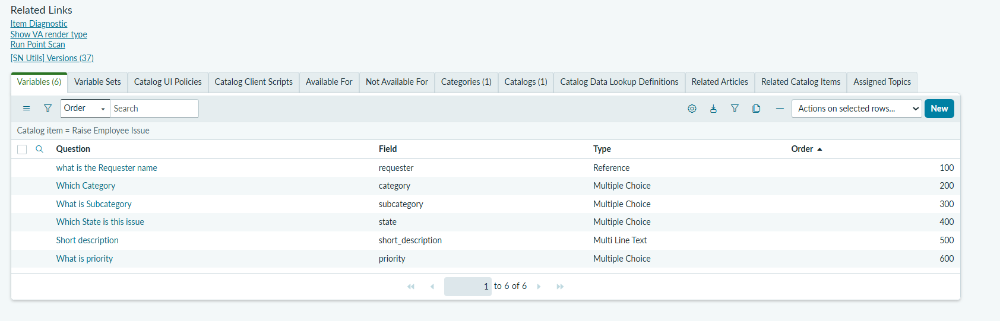 Related Links
Item Diagnostic
Show VA render type
Run Point Scan
[SN Utils] Versions (37)
Variables (6) Variable Sets Catalog UI Policies Catalog Client Scripts Available For Not Available For Categories (1) Catalogs (1) Catalog Data Lookup Definitions Related Articles Related Catalog Items Assigned Topics
Order Search Actions on selected rows... New
Catalog item = Raise Employee Issue
Question Field Type Order
what is the Requester name requester Reference 100
Which Category category Multiple Choice 200
What is Subcategory subcategory Multiple Choice 300
Which State is this issue state Multiple Choice 400
Short description short_description Multi Line Text 500
What is priority priority Multiple Choice 600
1 to 6 of 6